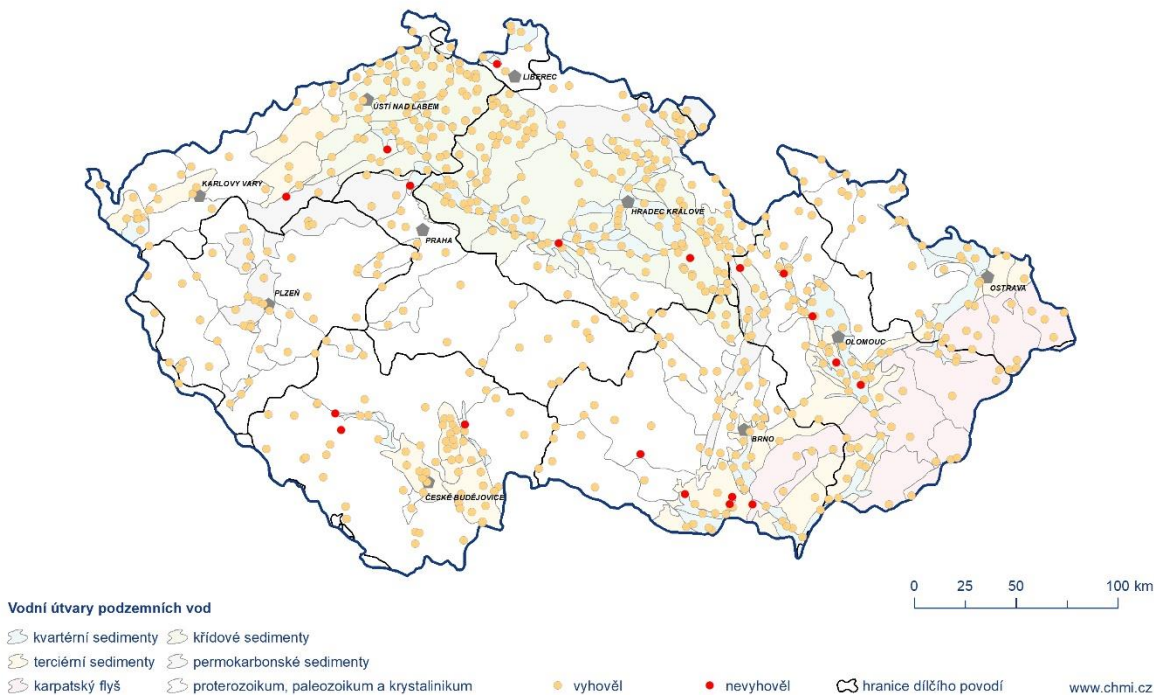 LIBEREC
ÚSTÍ NAD LABEM
KARLOVY VARY
HRADEC KRÁLOVÉ
PRAHA
OSTRAVA
PLZEŇ
OLOMOUC
BRNO
ČESKÉ BUDĚJOVICE
0 25 50 100 km
Vodní útvary podzemních vod
kvartérní sedimenty křídové sedimenty
terciérní sedimenty permokarbonské sedimenty
karpatský flyš proterozoikum, paleozoikum a krystalinikum vyhověl nevyhověl hranice dílčího povodí www.chmi.cz